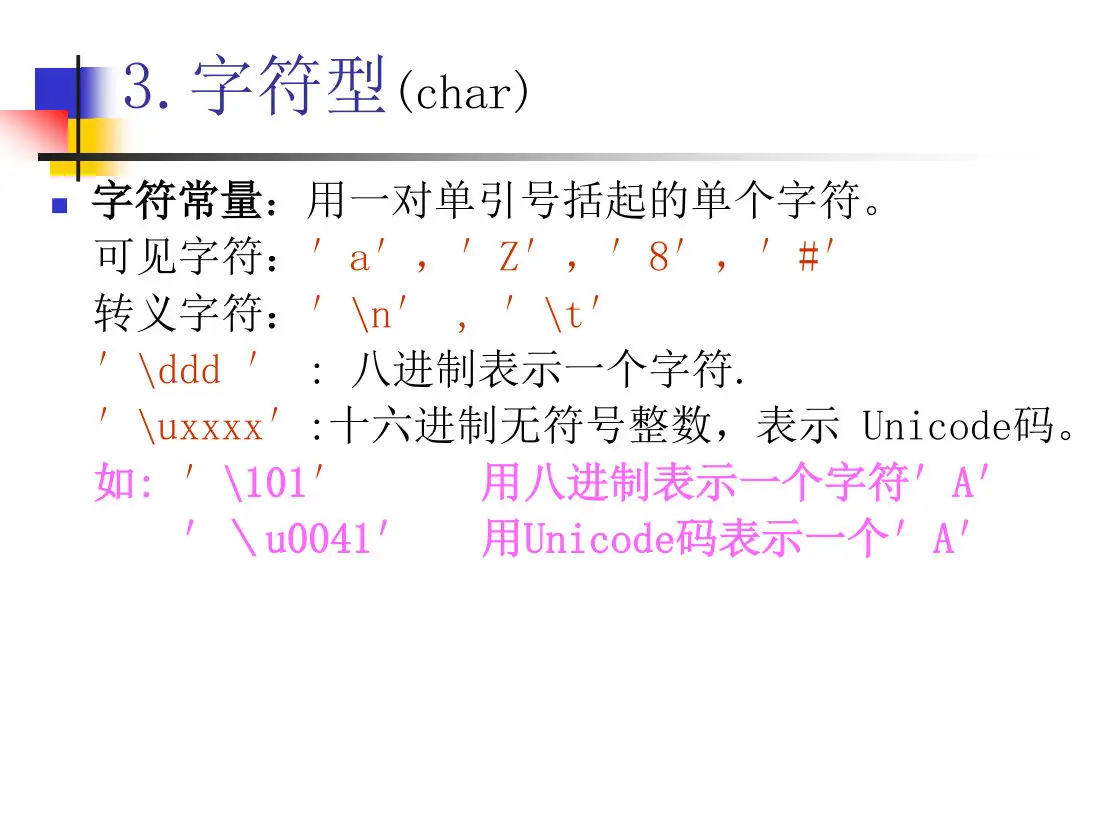 3.字符型(char)
字符常量：用一对单引号括起的单个字符。
可见字符：′a′，′Z′，′8′，′#′
转义字符：′\n′ ，′\t′
′\ddd ′ : 八进制表示一个字符.
′\uxxxx′:十六进制无符号整数，表示 Unicode码。
如: ′\101′ 用八进制表示一个字符′A′
′＼u0041′ 用Unicode码表示一个′A′